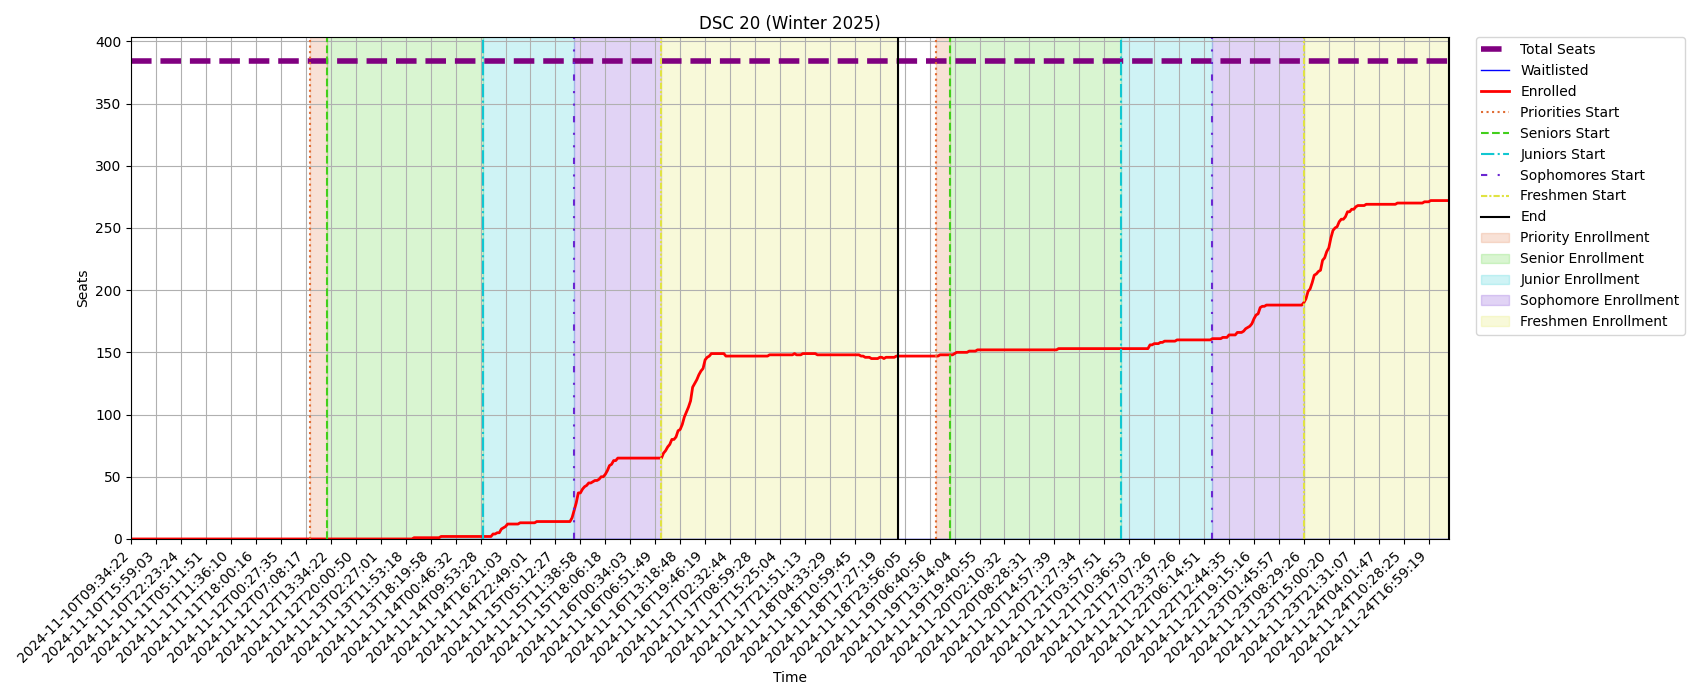 DSC 20 (Winter 2025)
Seats
400
350
300
250
200
150
100
50
0
2024-11-10T09:34:22
2024-11-10T15:59:03
2024-11-10T22:23:24
2024-11-11T05:11:51
2024-11-11T11:36:10
2024-11-11T18:00:16
2024-11-12T00:27:35
2024-11-12T07:08:17
2024-11-12T13:34:22
2024-11-12T20:00:50
2024-11-13T02:27:01
2024-11-13T11:53:18
2024-11-13T18:19:58
2024-11-14T00:46:32
2024-11-14T09:53:28
2024-11-14T16:21:03
2024-11-14T22:49:01
2024-11-15T05:12:27
2024-11-15T11:38:58
2024-11-15T18:06:18
2024-11-16T00:34:03
2024-11-16T06:51:49
2024-11-16T13:18:48
2024-11-16T19:46:19
2024-11-17T02:32:44
2024-11-17T08:59:28
2024-11-17T15:25:04
2024-11-17T21:51:13
2024-11-18T04:33:29
2024-11-18T10:59:45
2024-11-18T17:27:19
2024-11-18T23:56:05
2024-11-19T06:40:56
2024-11-19T13:14:04
2024-11-19T19:40:55
2024-11-20T02:10:32
2024-11-20T08:28:31
2024-11-20T14:57:39
2024-11-20T21:27:34
2024-11-21T03:57:51
2024-11-21T10:36:53
2024-11-21T17:07:26
2024-11-21T23:37:26
2024-11-22T06:14:51
2024-11-22T12:44:35
2024-11-22T19:15:16
2024-11-23T01:45:57
2024-11-23T08:29:26
2024-11-23T15:00:20
2024-11-23T21:31:07
2024-11-24T04:01:47
2024-11-24T10:28:25
2024-11-24T16:59:19
Time
Total Seats
Waitlisted
Enrolled
Priorities Start
Seniors Start
Juniors Start
Sophomores Start
Freshmen Start
End
Priority Enrollment
Senior Enrollment
Junior Enrollment
Sophomore Enrollment
Freshmen Enrollment